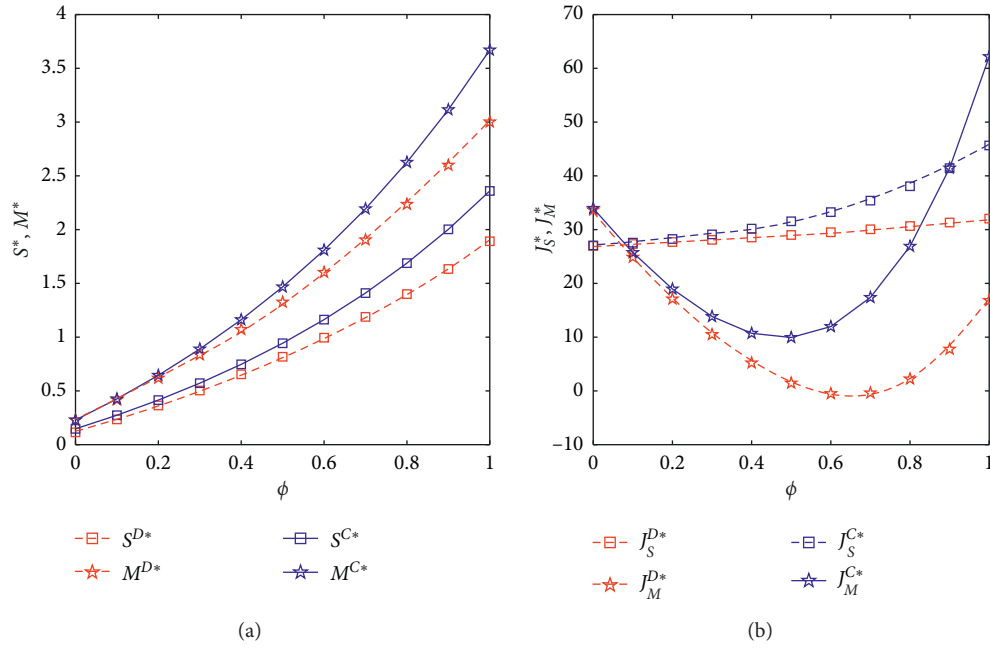 4
3.5
3
2.5
2
1.5
1
0.5
0
S*, M*
0 0.2 0.4 0.6 0.8 1
ϕ
S^{D*} S^{C*}
M^{D*} M^{C*}
(a)
70
60
50
40
30
20
10
0
−10
J_S^*, J_M^*
0 0.2 0.4 0.6 0.8 1
ϕ
J_S^{D*} J_S^{C*}
J_M^{D*} J_M^{C*}
(b)